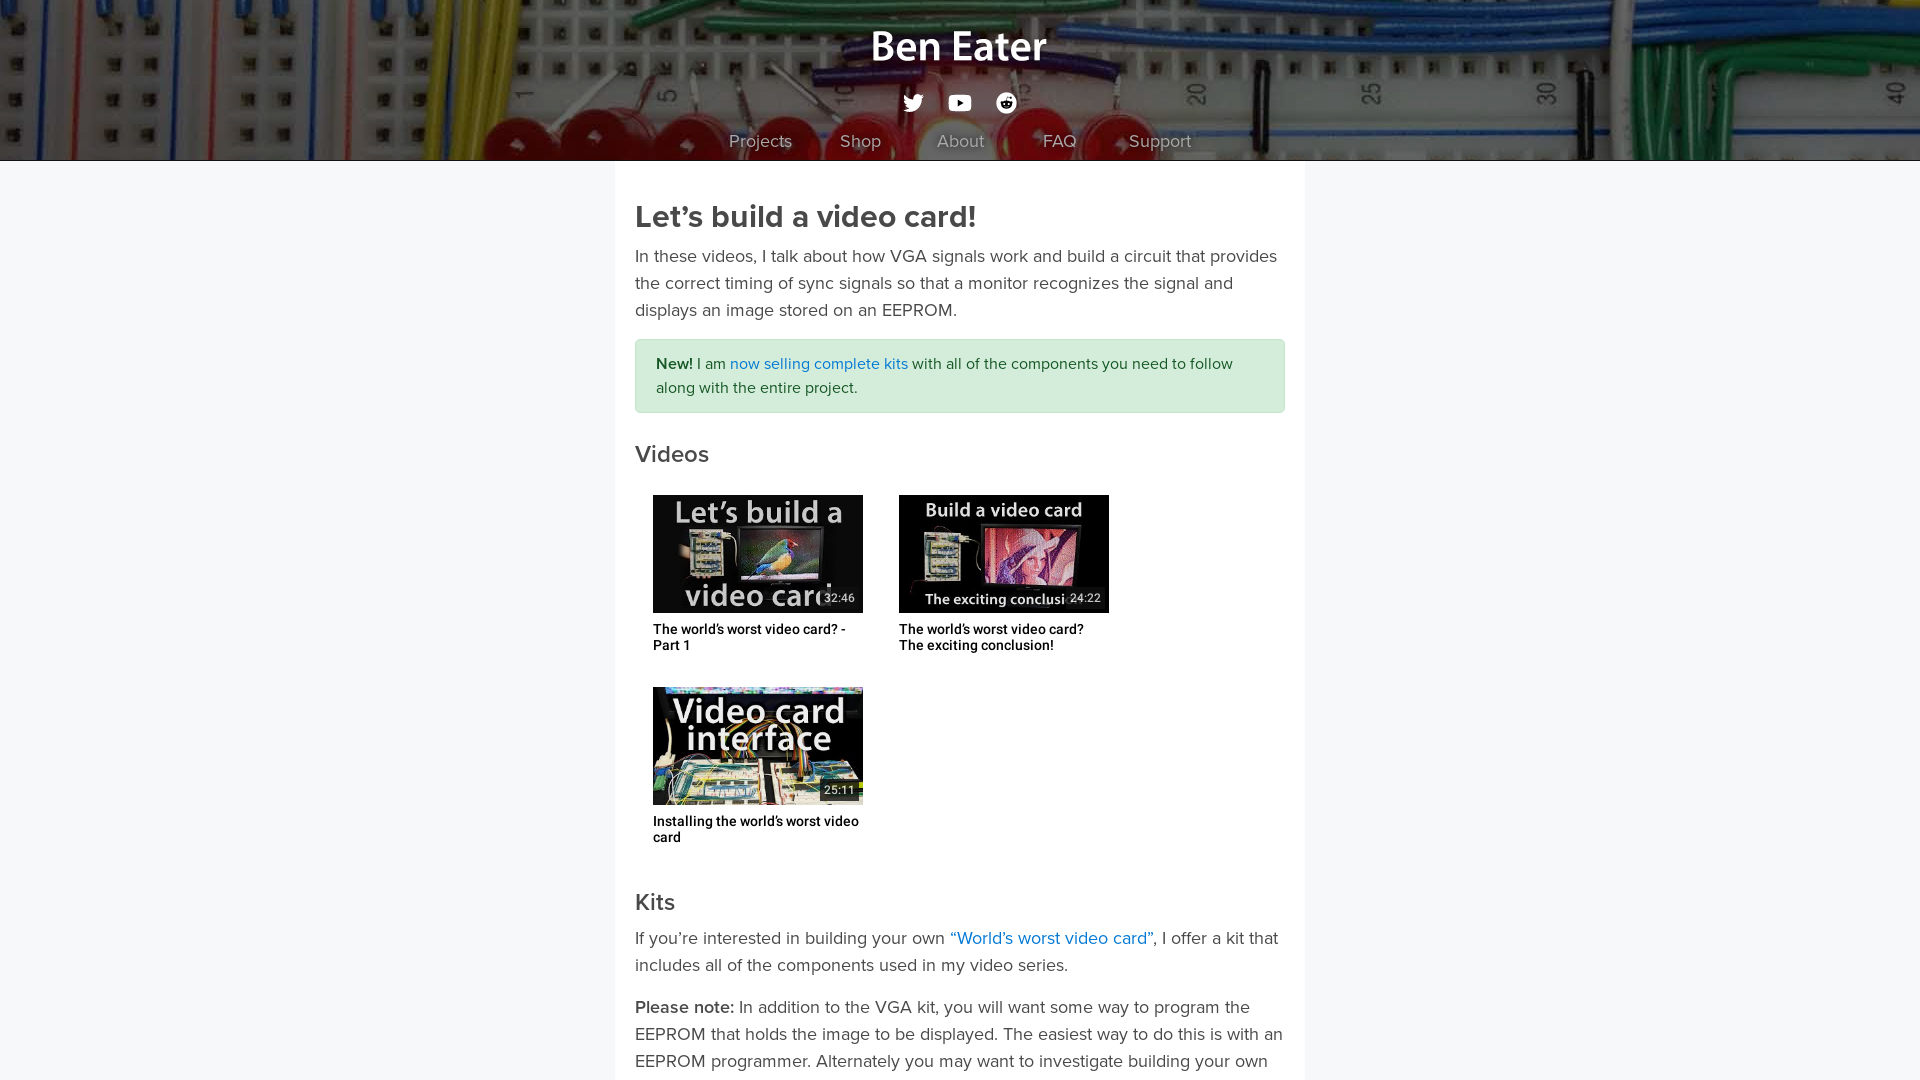 Ben Eater
1 5 10 15 20 25 30 40
Projects Shop About FAQ Support
Let’s build a video card!
In these videos, I talk about how VGA signals work and build a circuit that provides
the correct timing of sync signals so that a monitor recognizes the signal and
displays an image stored on an EEPROM.
New! I am now selling complete kits with all of the components you need to follow
along with the entire project.
Videos
Let’s build a
video card
32:46
The world’s worst video card? -
Part 1
Build a video card
The exciting conclusion
24:22
The world’s worst video card?
The exciting conclusion!
Video card
interface
25:11
Installing the world’s worst video
card
Kits
If you’re interested in building your own “World’s worst video card”, I offer a kit that
includes all of the components used in my video series.
Please note: In addition to the VGA kit, you will want some way to program the
EEPROM that holds the image to be displayed. The easiest way to do this is with an
EEPROM programmer. Alternately you may want to investigate building your own